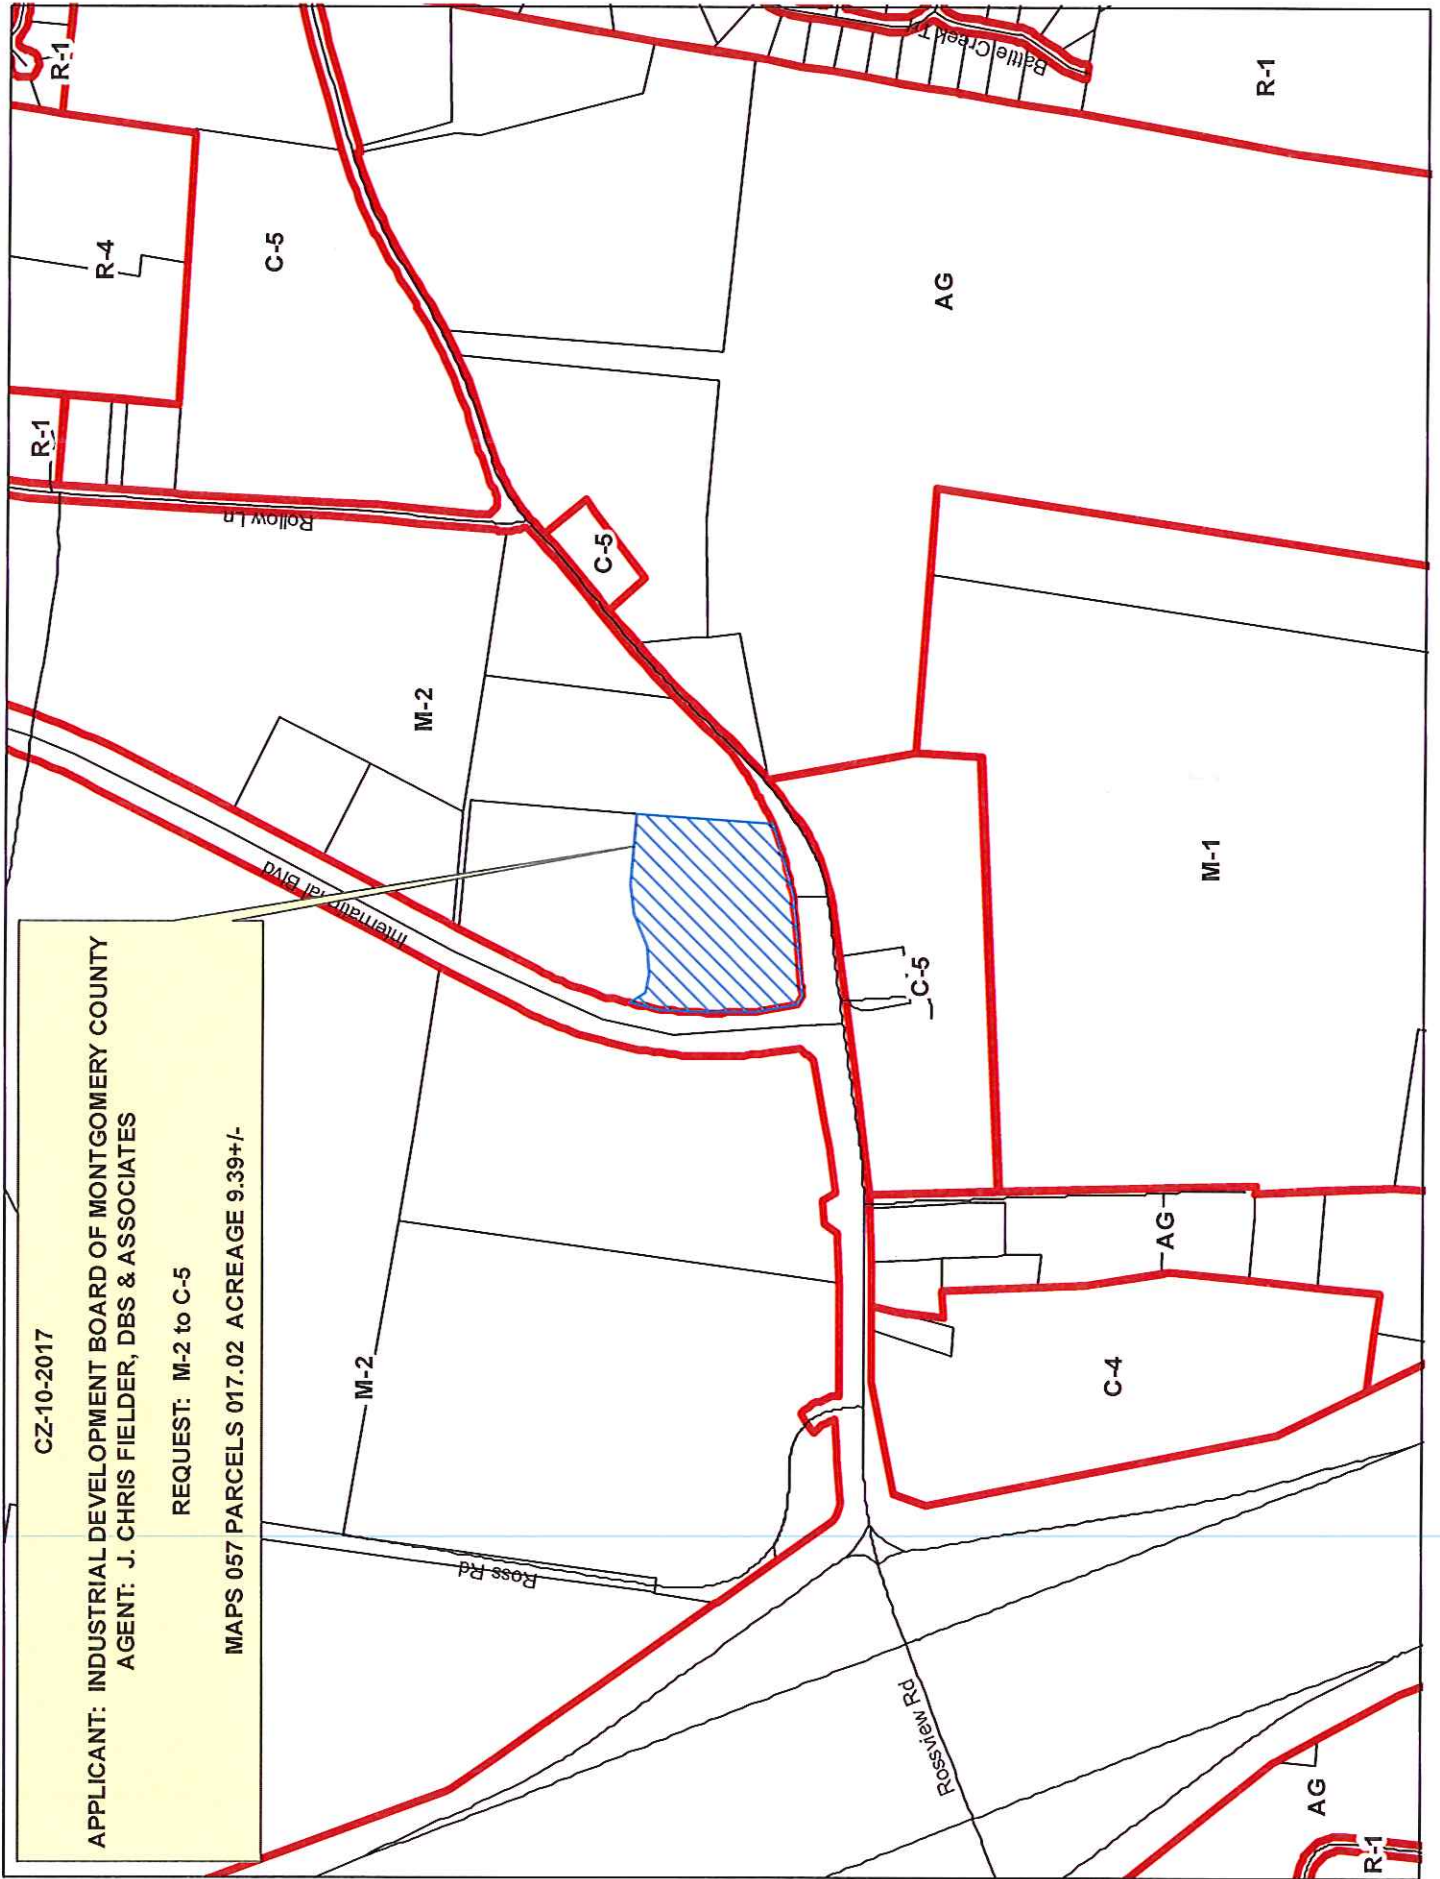 CZ-10-2017
APPLICANT: INDUSTRIAL DEVELOPMENT BOARD OF MONTGOMERY COUNTY
AGENT: J. CHRIS FIELDER, DBS & ASSOCIATES
REQUEST: M-2 to C-5
MAPS 057 PARCELS 017.02 ACREAGE 9.39+/-
R-1
R-4
R-1
C-5
Rollow Ln
M-2
International Blvd
M-2
Ross Rd
C-5
C-5
Battle Creek Trl
R-1
AG
M-1
AG
C-4
Rossview Rd
AG
R-1